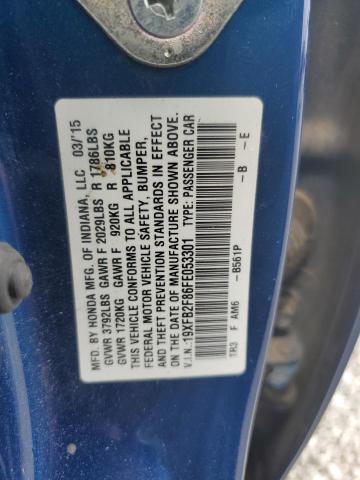 MFD. BY HONDA MFG. OF INDIANA, LLC 03/'15
GVWR 3792LBS GAWR F 2029LBS R 1786LBS
GVWR 1720KG GAWR F 920KG R 810KG
THIS VEHICLE CONFORMS TO ALL APPLICABLE
FEDERAL MOTOR VEHICLE SAFETY, BUMPER,
AND THEFT PREVENTION STANDARDS IN EFFECT
ON THE DATE OF MANUFACTURE SHOWN ABOVE.
V.I.N.:19XFB2F86FE053301 TYPE: PASSENGER CAR
TR3 F AM6 -B561P -B -E